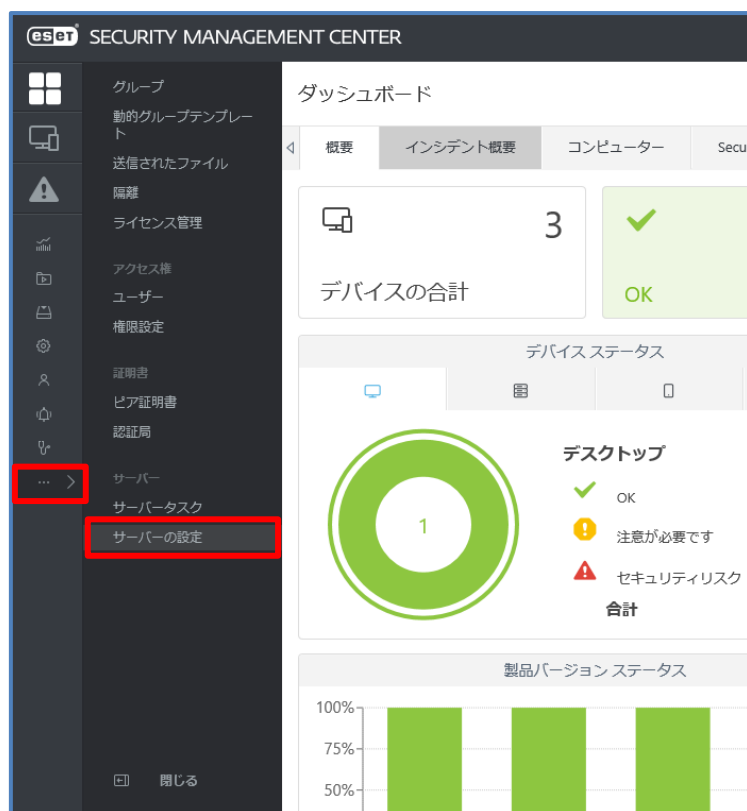 eset SECURITY MANAGEMENT CENTER
グループ
動的グループテンプレー
ト
送信されたファイル
隔離
ライセンス管理
アクセス権
ユーザー
権限設定
証明書
ピア証明書
認証局
サーバー
サーバータスク
サーバーの設定
閉じる
ダッシュボード
概要 インシデント概要 コンピューター Secu
3
デバイスの合計
OK
デバイス ステータス
1
デスクトップ
OK
注意が必要です
セキュリティリスク
合計
製品バージョン ステータス
100%
75%
50%